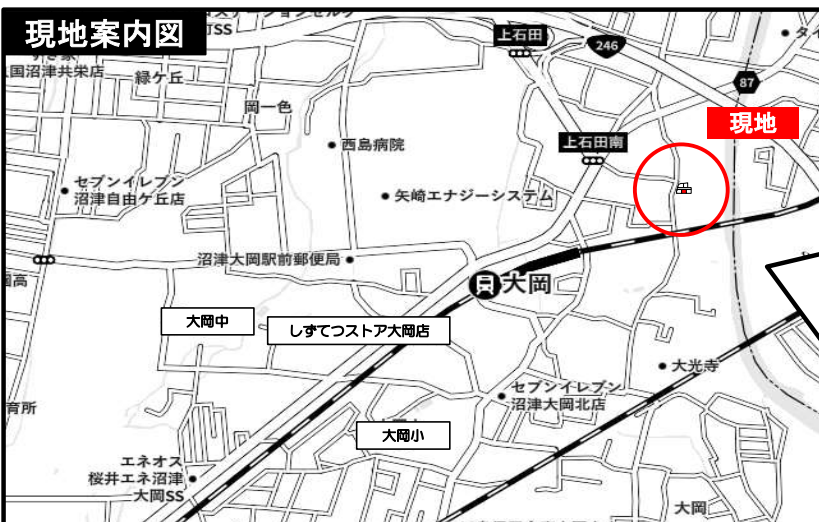 現地案内図
SS
国沼津共栄店
緑ケ丘
岡一色
上石田
246
87
現地
西島病院
上石田南
セブンイレブン
沼津自由ケ丘店
矢崎エナジーシステム
沼津大岡駅前郵便局
大岡
大岡中
しずてつストア大岡店
大光寺
セブンイレブン
沼津大岡北店
育所
大岡小
エネオス
桜井エネ沼津
大岡SS
大岡